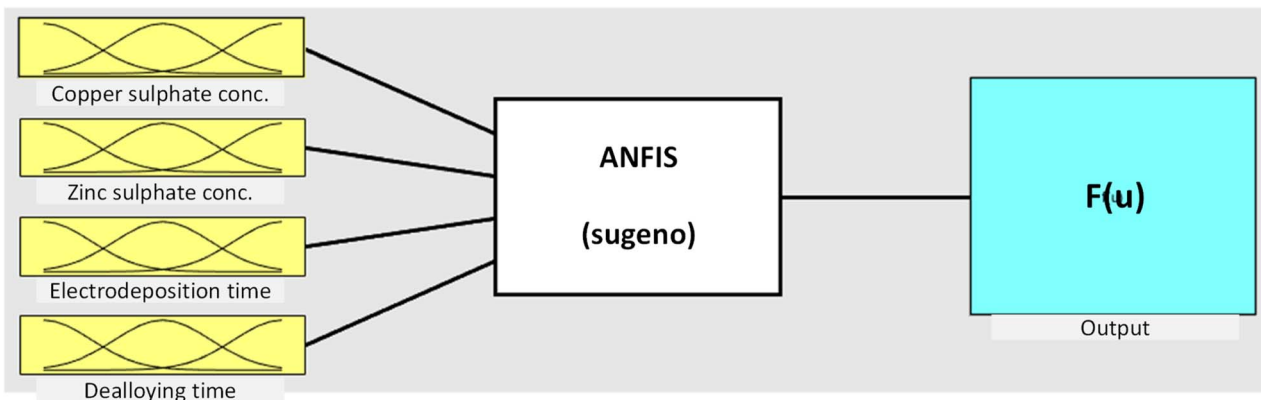 Copper sulphate conc.
Zinc sulphate conc.
Electrodeposition time
Dealloying time
ANFIS
(sugeno)
F(u)
Output